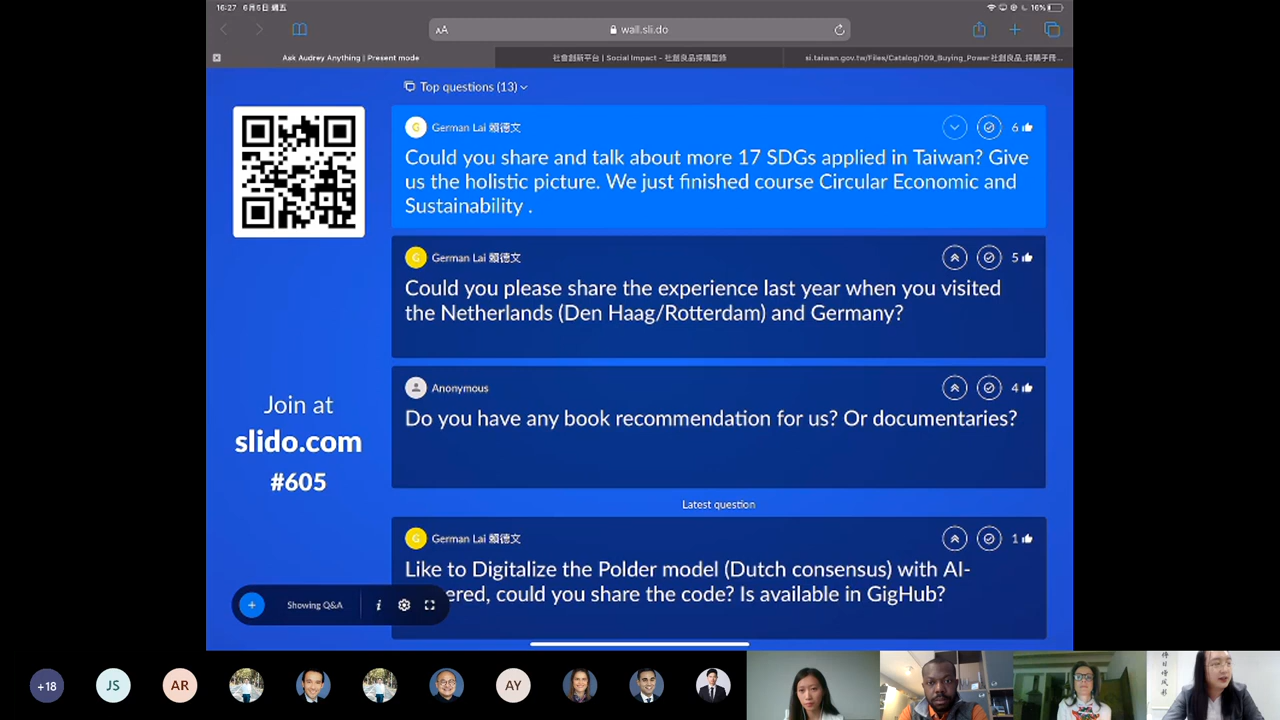 16:27 6月5日 週五
16%
AA
wall.sli.do
Ask Audrey Anything | Present mode
社會創新平台 | Social Impact - 社創良品採購型錄
si.taiwan.gov.tw/Files/Catalog/109_Buying_Power社創良品_採購手冊...
Top questions (13)
G German Lai 賴德文
6
Could you share and talk about more 17 SDGs applied in Taiwan? Give
us the holistic picture. We just finished course Circular Economic and
Sustainability .
G German Lai 賴德文
5
Could you please share the experience last year when you visited
the Netherlands (Den Haag/Rotterdam) and Germany?
Anonymous
4
Do you have any book recommendation for us? Or documentaries?
Join at
slido.com
#605
Latest question
G German Lai 賴德文
1
Like to Digitalize the Polder model (Dutch consensus) with AI-
ered, could you share the code? Is available in GigHub?
Showing Q&A
+18
JS
AR
AY